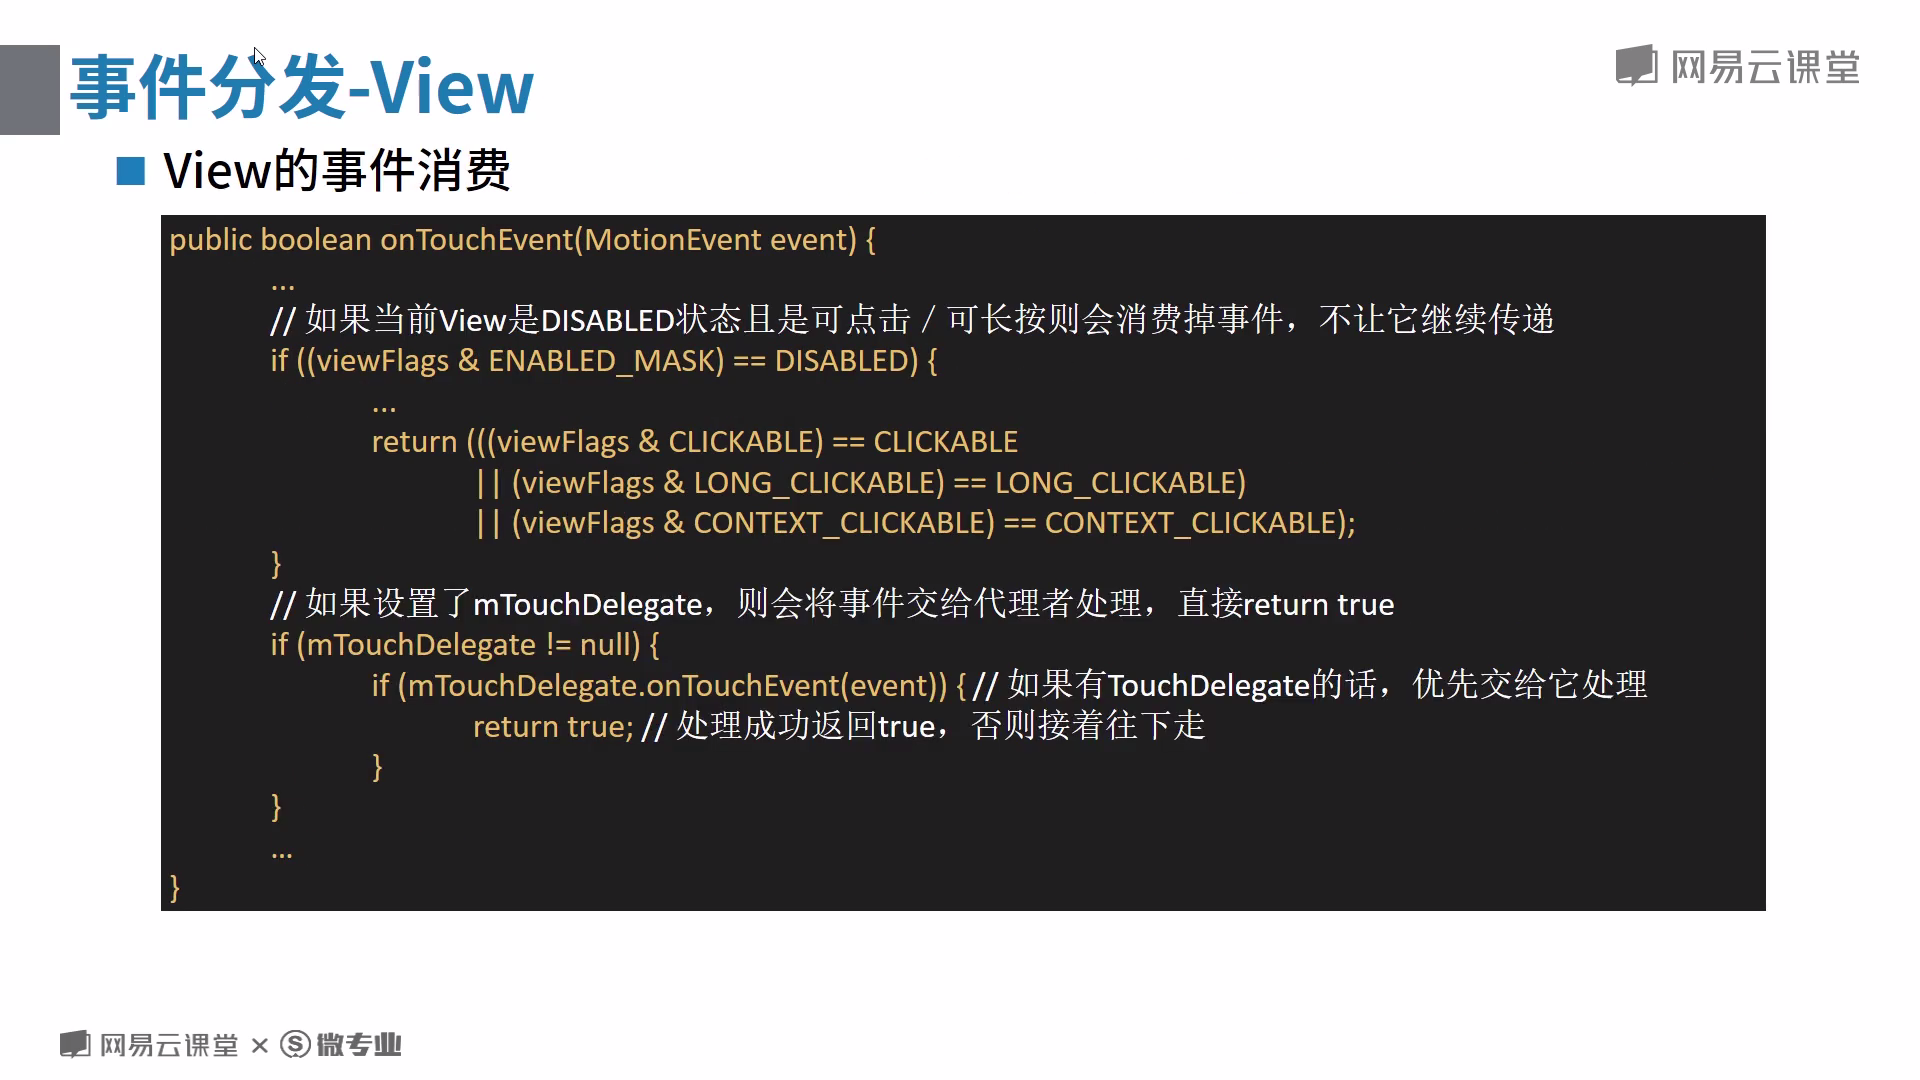 事件分发-View
网易云课堂
View的事件消费
public boolean onTouchEvent(MotionEvent event) {
...
// 如果当前View是DISABLED状态且是可点击／可长按则会消费掉事件，不让它继续传递
if ((viewFlags & ENABLED_MASK) == DISABLED) {
...
return (((viewFlags & CLICKABLE) == CLICKABLE
|| (viewFlags & LONG_CLICKABLE) == LONG_CLICKABLE)
|| (viewFlags & CONTEXT_CLICKABLE) == CONTEXT_CLICKABLE);
}
// 如果设置了mTouchDelegate，则会将事件交给代理者处理，直接return true
if (mTouchDelegate != null) {
if (mTouchDelegate.onTouchEvent(event)) { // 如果有TouchDelegate的话，优先交给它处理
return true; // 处理成功返回true，否则接着往下走
}
}
...
}
网易云课堂 × 微专业